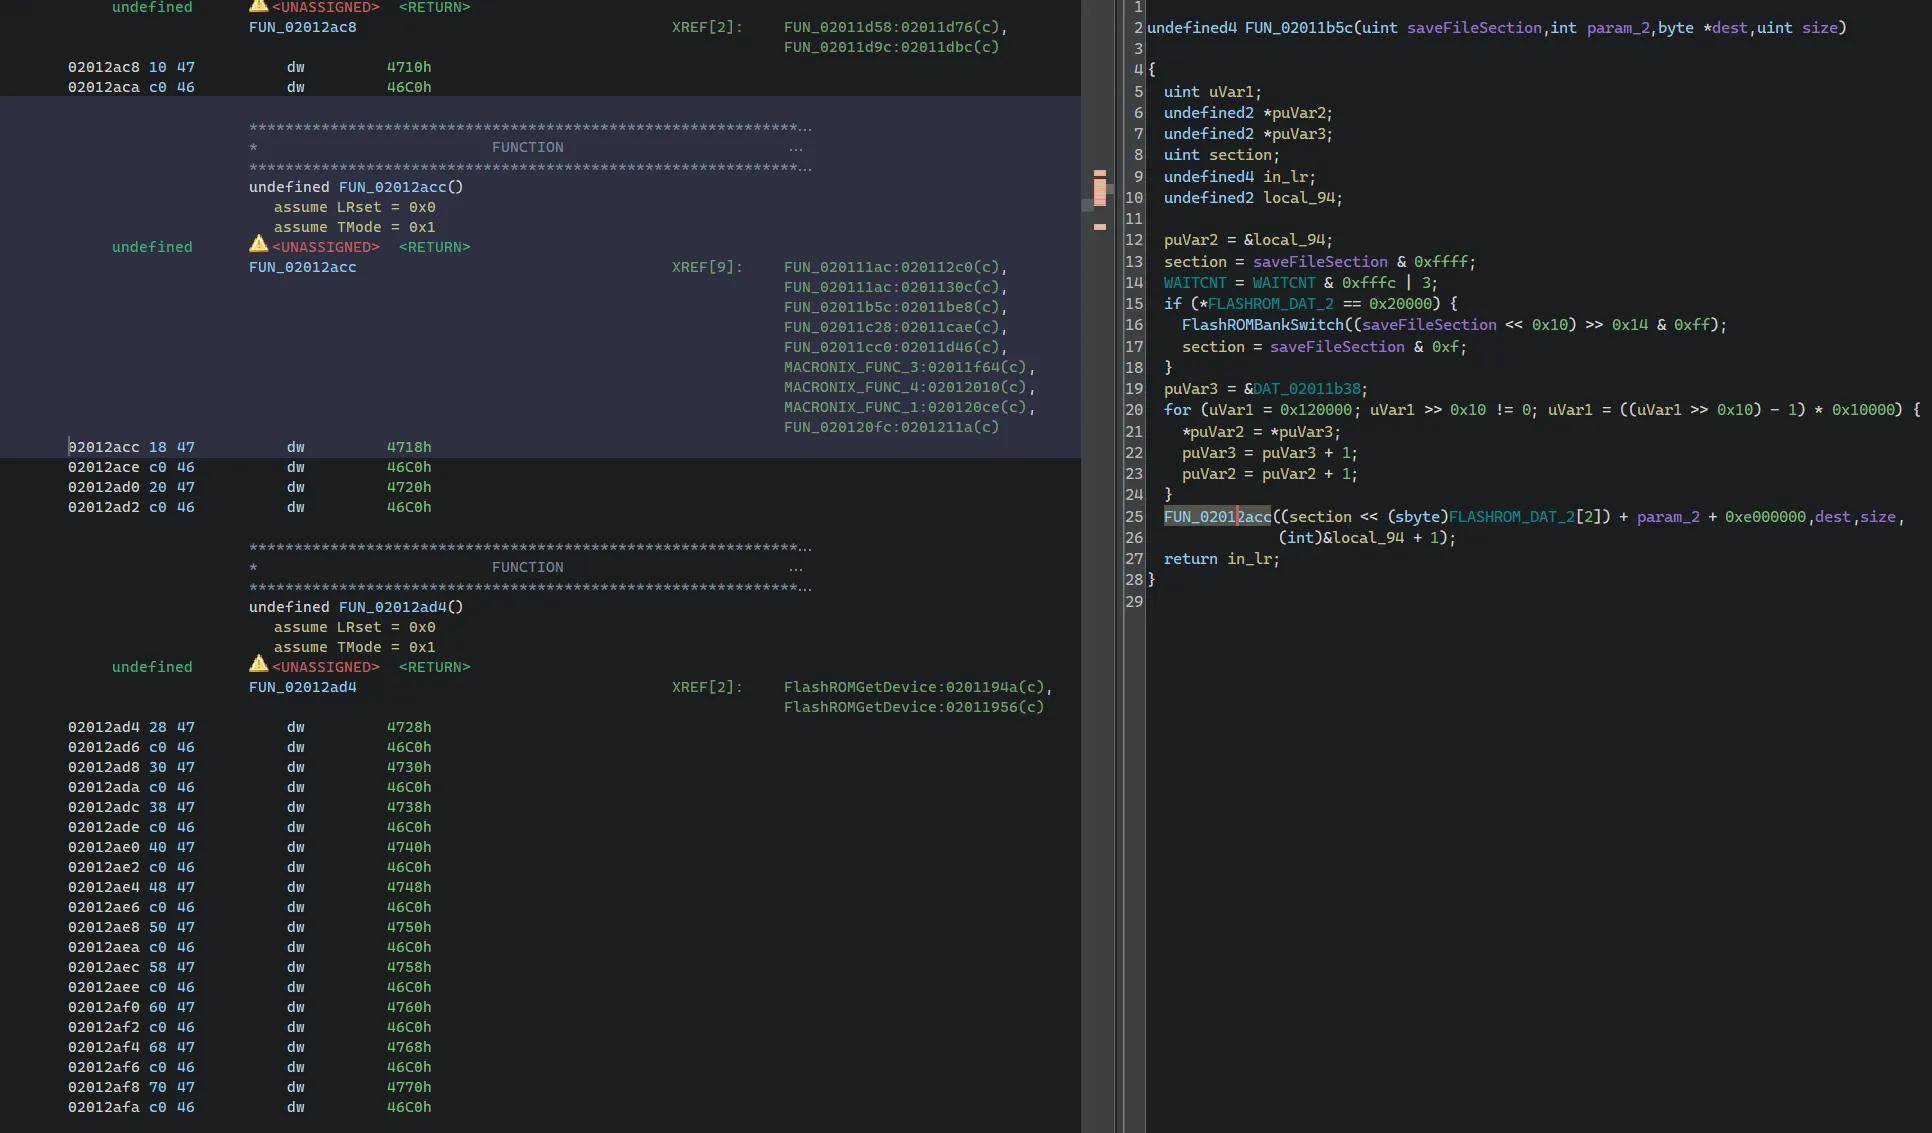 undefined <UNASSIGNED> <RETURN>
FUN_02012ac8 XREF[2]: FUN_02011d58:02011d76(c),
FUN_02011d9c:02011dbc(c)
02012ac8 10 47 dw 4710h
02012aca c0 46 dw 46C0h
*************************************************************...
* FUNCTION ...
*************************************************************...
undefined FUN_02012acc()
assume LRset = 0x0
assume TMode = 0x1
undefined <UNASSIGNED> <RETURN>
FUN_02012acc XREF[9]: FUN_020111ac:020112c0(c),
FUN_020111ac:0201130c(c),
FUN_02011b5c:02011be8(c),
FUN_02011c28:02011cae(c),
FUN_02011cc0:02011d46(c),
MACRONIX_FUNC_3:02011f64(c),
MACRONIX_FUNC_4:02012010(c),
MACRONIX_FUNC_1:020120ce(c),
FUN_020120fc:0201211a(c)
02012acc 18 47 dw 4718h
02012ace c0 46 dw 46C0h
02012ad0 20 47 dw 4720h
02012ad2 c0 46 dw 46C0h
*************************************************************...
* FUNCTION ...
*************************************************************...
undefined FUN_02012ad4()
assume LRset = 0x0
assume TMode = 0x1
undefined <UNASSIGNED> <RETURN>
FUN_02012ad4 XREF[2]: FlashROMGetDevice:0201194a(c),
FlashROMGetDevice:02011956(c)
02012ad4 28 47 dw 4728h
02012ad6 c0 46 dw 46C0h
02012ad8 30 47 dw 4730h
02012ada c0 46 dw 46C0h
02012adc 38 47 dw 4738h
02012ade c0 46 dw 46C0h
02012ae0 40 47 dw 4740h
02012ae2 c0 46 dw 46C0h
02012ae4 48 47 dw 4748h
02012ae6 c0 46 dw 46C0h
02012ae8 50 47 dw 4750h
02012aea c0 46 dw 46C0h
02012aec 58 47 dw 4758h
02012aee c0 46 dw 46C0h
02012af0 60 47 dw 4760h
02012af2 c0 46 dw 46C0h
02012af4 68 47 dw 4768h
02012af6 c0 46 dw 46C0h
02012af8 70 47 dw 4770h
02012afa c0 46 dw 46C0h
1
2 undefined4 FUN_02011b5c(uint saveFileSection,int param_2,byte *dest,uint size)
3
4 {
5 uint uVar1;
6 undefined2 *puVar2;
7 undefined2 *puVar3;
8 uint section;
9 undefined4 in_lr;
10 undefined2 local_94;
11
12 puVar2 = &local_94;
13 section = saveFileSection & 0xffff;
14 WAITCNT = WAITCNT & 0xfffc | 3;
15 if (*FLASHROM_DAT_2 == 0x20000) {
16 FlashROMBankSwitch((saveFileSection << 0x10) >> 0x14 & 0xff);
17 section = saveFileSection & 0xf;
18 }
19 puVar3 = &DAT_02011b38;
20 for (uVar1 = 0x120000; uVar1 >> 0x10 != 0; uVar1 = ((uVar1 >> 0x10) - 1) * 0x10000) {
21 *puVar2 = *puVar3;
22 puVar3 = puVar3 + 1;
23 puVar2 = puVar2 + 1;
24 }
25 FUN_02012acc((section << (sbyte)FLASHROM_DAT_2[2]) + param_2 + 0xe000000,dest,size,
26 (int)&local_94 + 1);
27 return in_lr;
28 }
29